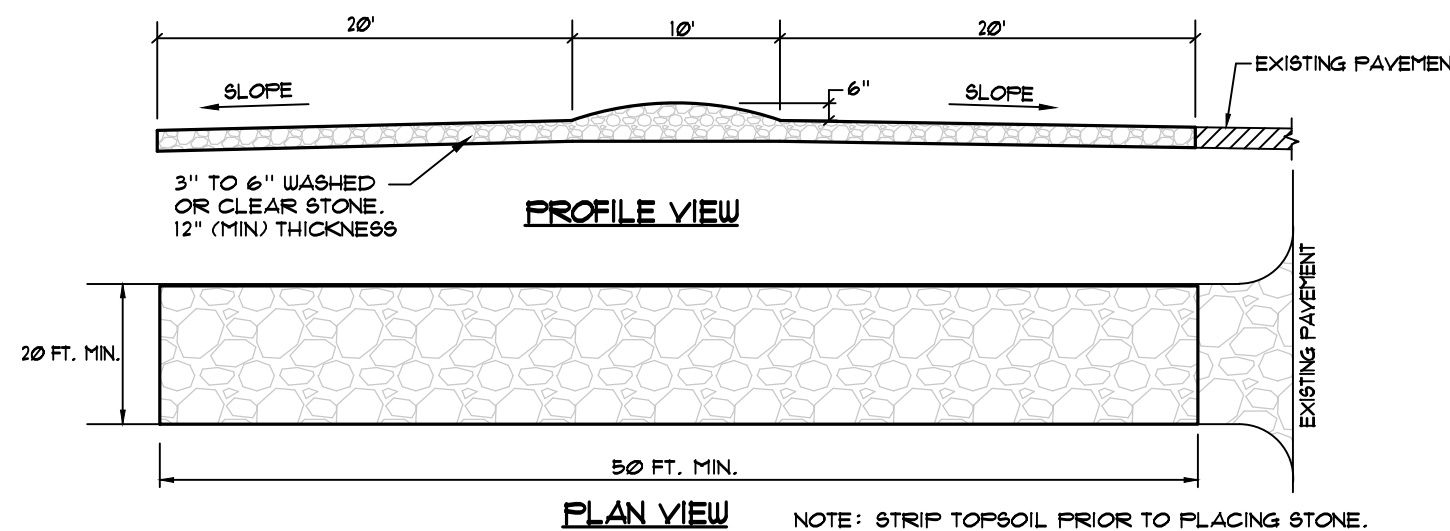 20'
10'
20'
EXISTING PAVEMEN
SLOPE
6"
SLOPE
3" TO 6" WASHED
OR CLEAR STONE.
12" (MIN) THICKNESS
PROFILE VIEW
20 FT. MIN.
EXISTING PAVEMENT
50 FT. MIN.
PLAN VIEW
NOTE: STRIP TOPSOIL PRIOR TO PLACING STONE.